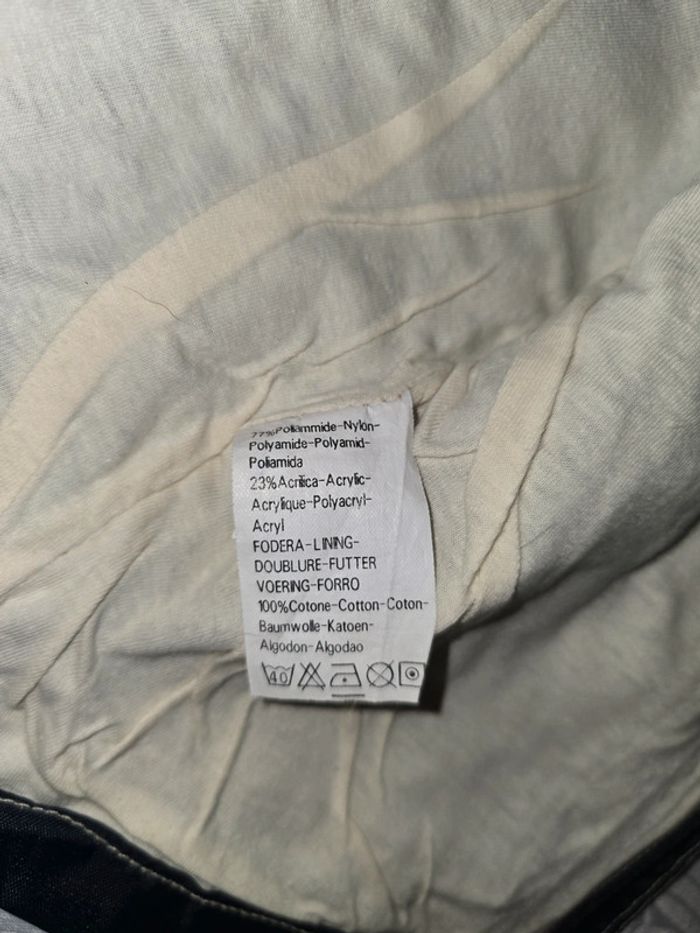 77%Poliammide-Nylon-
Polyamide-Polyamid-
Poliamida
23%Acrilica-Acrylic-
Acrylique-Polyacryl-
Acryl
FODERA-LINING-
DOUBLURE-FUTTER
VOERING-FORRO
100%Cotone-Cotton-Coton-
Baumwolle-Katoen-
Algodon-Algodao
40